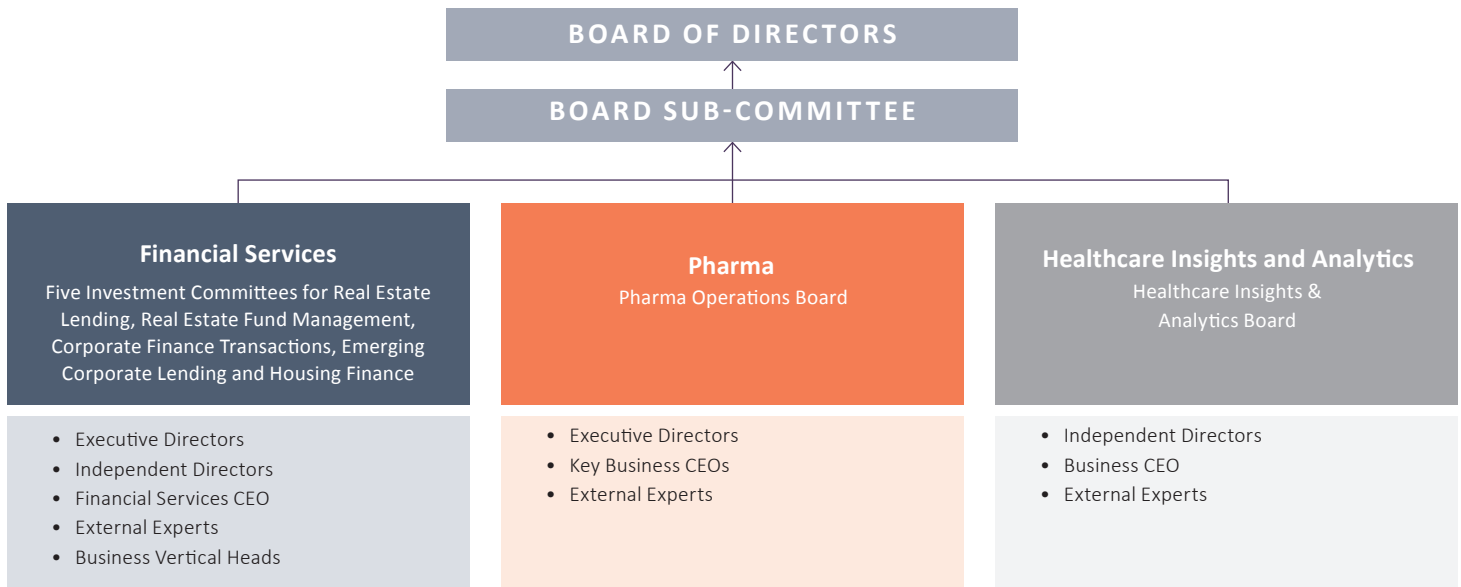 BOARD OF DIRECTORS
BOARD SUB-COMMITTEE
Financial Services
Five Investment Committees for Real Estate
Lending, Real Estate Fund Management,
Corporate Finance Transactions, Emerging
Corporate Lending and Housing Finance
• Executive Directors
• Independent Directors
• Financial Services CEO
• External Experts
• Business Vertical Heads
Pharma
Pharma Operations Board
• Executive Directors
• Key Business CEOs
• External Experts
Healthcare Insights and Analytics
Healthcare Insights &
Analytics Board
• Independent Directors
• Business CEO
• External Experts